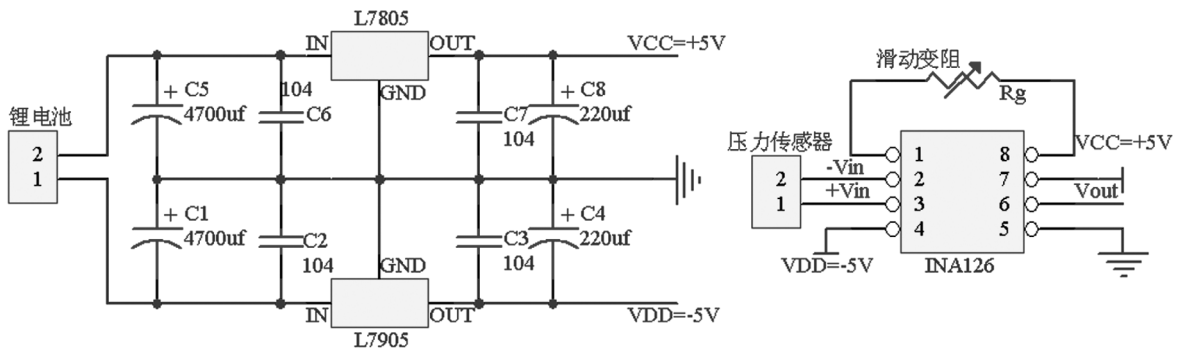 L7805
IN
OUT
VCC=+5V
GND
锂电池
2
1
+
C5
4700uf
104
C6
C7
104
+
C8
220uf
+
C1
4700uf
C2
104
C3
104
+
C4
220uf
GND
IN
OUT
VDD=-5V
L7905
滑动变阻
Rg
压力传感器
2
1
-Vin
+Vin
VDD=-5V
1
2
3
4
8
7
6
5
VCC=+5V
Vout
INA126